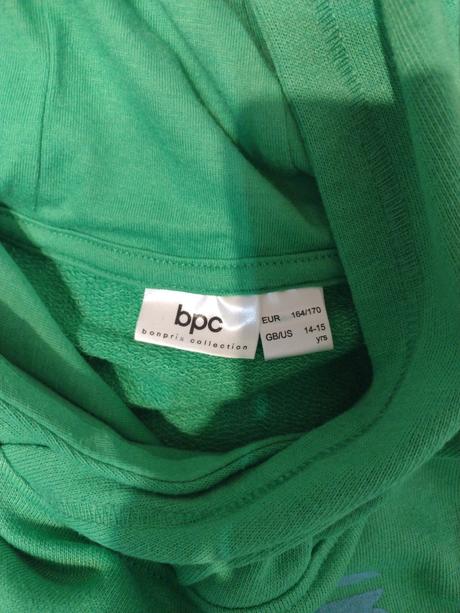 bpc
bonprix collection
EUR 164/170
GB/US 14-15
yrs